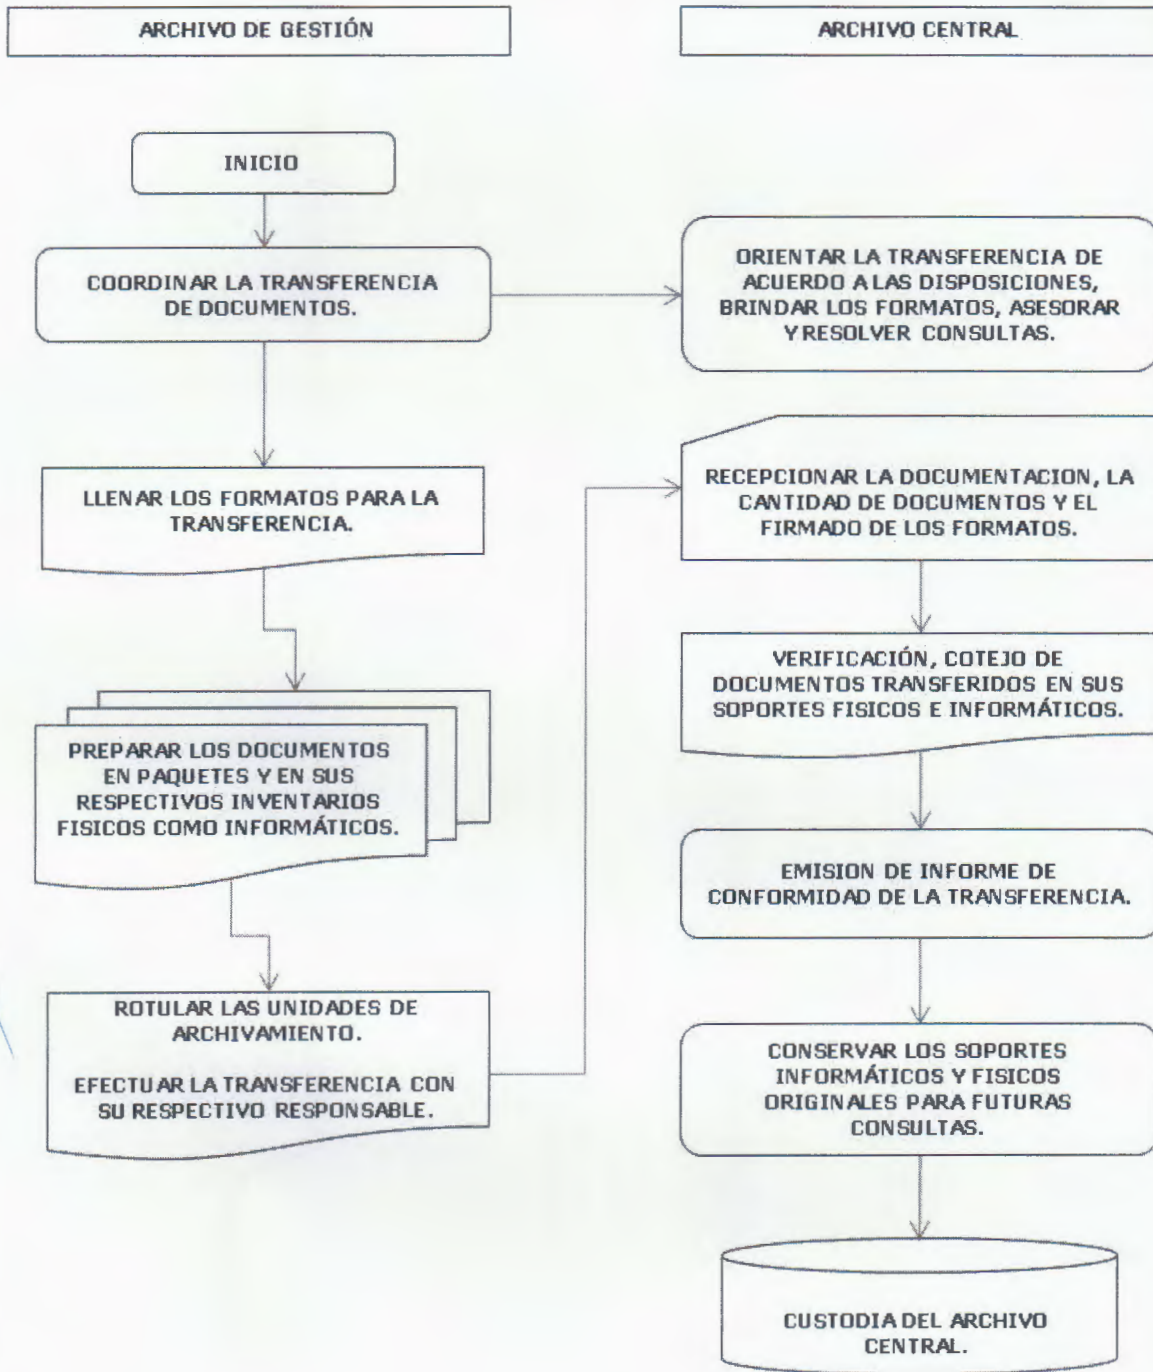 ARCHIVO DE GESTIÓN
ARCHIVO CENTRAL
INICIO
COORDINAR LA TRANSFERENCIA
DE DOCUMENTOS.
ORIENTAR LA TRANSFERENCIA DE
ACUERDO A LAS DISPOSICIONES,
BRINDAR LOS FORMATOS, ASESORAR
Y RESOLVER CONSULTAS.
LLENAR LOS FORMATOS PARA LA
TRANSFERENCIA.
RECEPCIONAR LA DOCUMENTACION, LA
CANTIDAD DE DOCUMENTOS Y EL
FIRMADO DE LOS FORMATOS.
PREPARAR LOS DOCUMENTOS
EN PAQUETES Y EN SUS
RESPECTIVOS INVENTARIOS
FISICOS COMO INFORMÁTICOS.
VERIFICACIÓN, COTEJO DE
DOCUMENTOS TRANSFERIDOS EN SUS
SOPORTES FISICOS E INFORMÁTICOS.
EMISION DE INFORME DE
CONFORMIDAD DE LA TRANSFERENCIA.
ROTULAR LAS UNIDADES DE
ARCHIVAMIENTO.
EFECTUAR LA TRANSFERENCIA CON
SU RESPECTIVO RESPONSABLE.
CONSERVAR LOS SOPORTES
INFORMÁTICOS Y FISICOS
ORIGINALES PARA FUTURAS
CONSULTAS.
CUSTODIA DEL ARCHIVO
CENTRAL.